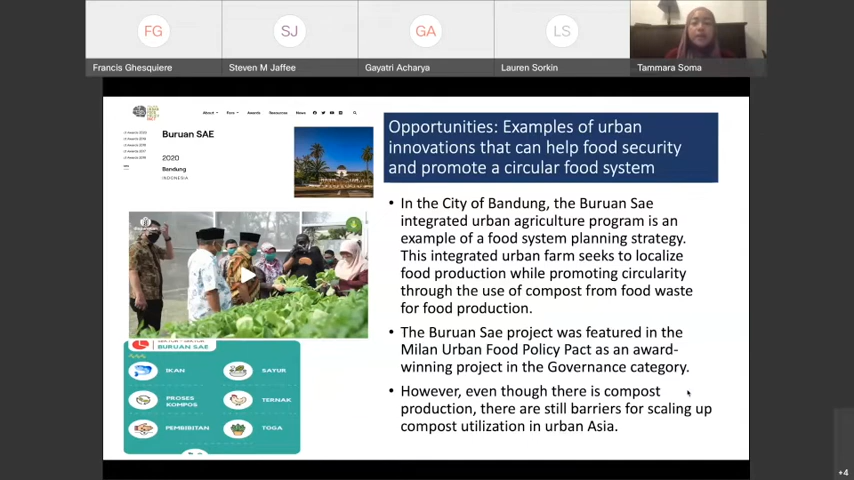 FG
SJ
GA
LS
Francis Ghesquiere
Steven M Jaffee
Gayatri Acharya
Lauren Sorkin
Tammara Soma
About
Awards
Resources
News
Buruan SAE
2020
Bandung
INDONESIA
Opportunities: Examples of urban
innovations that can help food security
and promote a circular food system
• In the City of Bandung, the Buruan Sae
integrated urban agriculture program is an
example of a food system planning strategy.
This integrated urban farm seeks to localize
food production while promoting circularity
through the use of compost from food waste
for food production.
• The Buruan Sae project was featured in the
Milan Urban Food Policy Pact as an award-
winning project in the Governance category.
• However, even though there is compost
production, there are still barriers for scaling up
compost utilization in urban Asia.
BURUAN SAE
IKAN
SAYUR
PROSES
KOMPOS
TERNAK
PEMBIBITAN
TOGA
+4